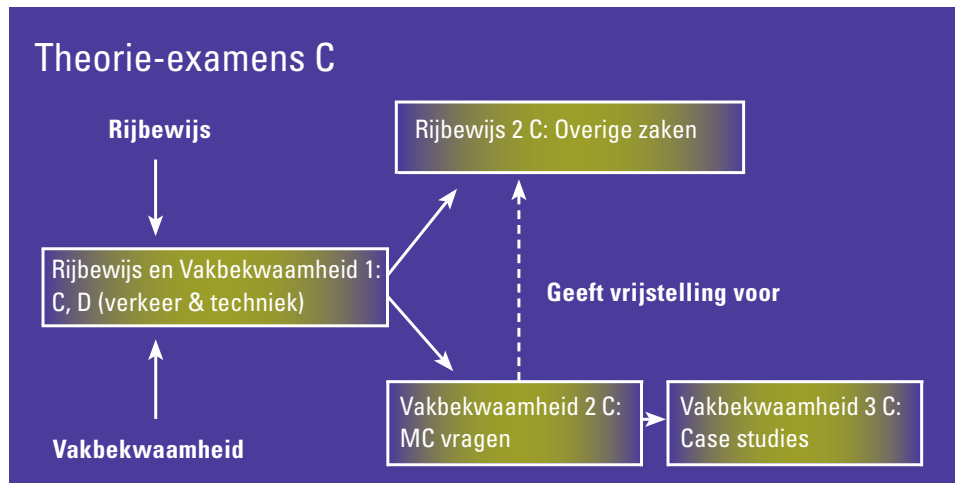 Theorie-examens C
Rijbewijs
Rijbewijs 2 C: Overige zaken
Rijbewijs en Vakbekwaamheid 1:
C, D (verkeer & techniek)
Geeft vrijstelling voor
Vakbekwaamheid
Vakbekwaamheid 2 C:
MC vragen
Vakbekwaamheid 3 C:
Case studies